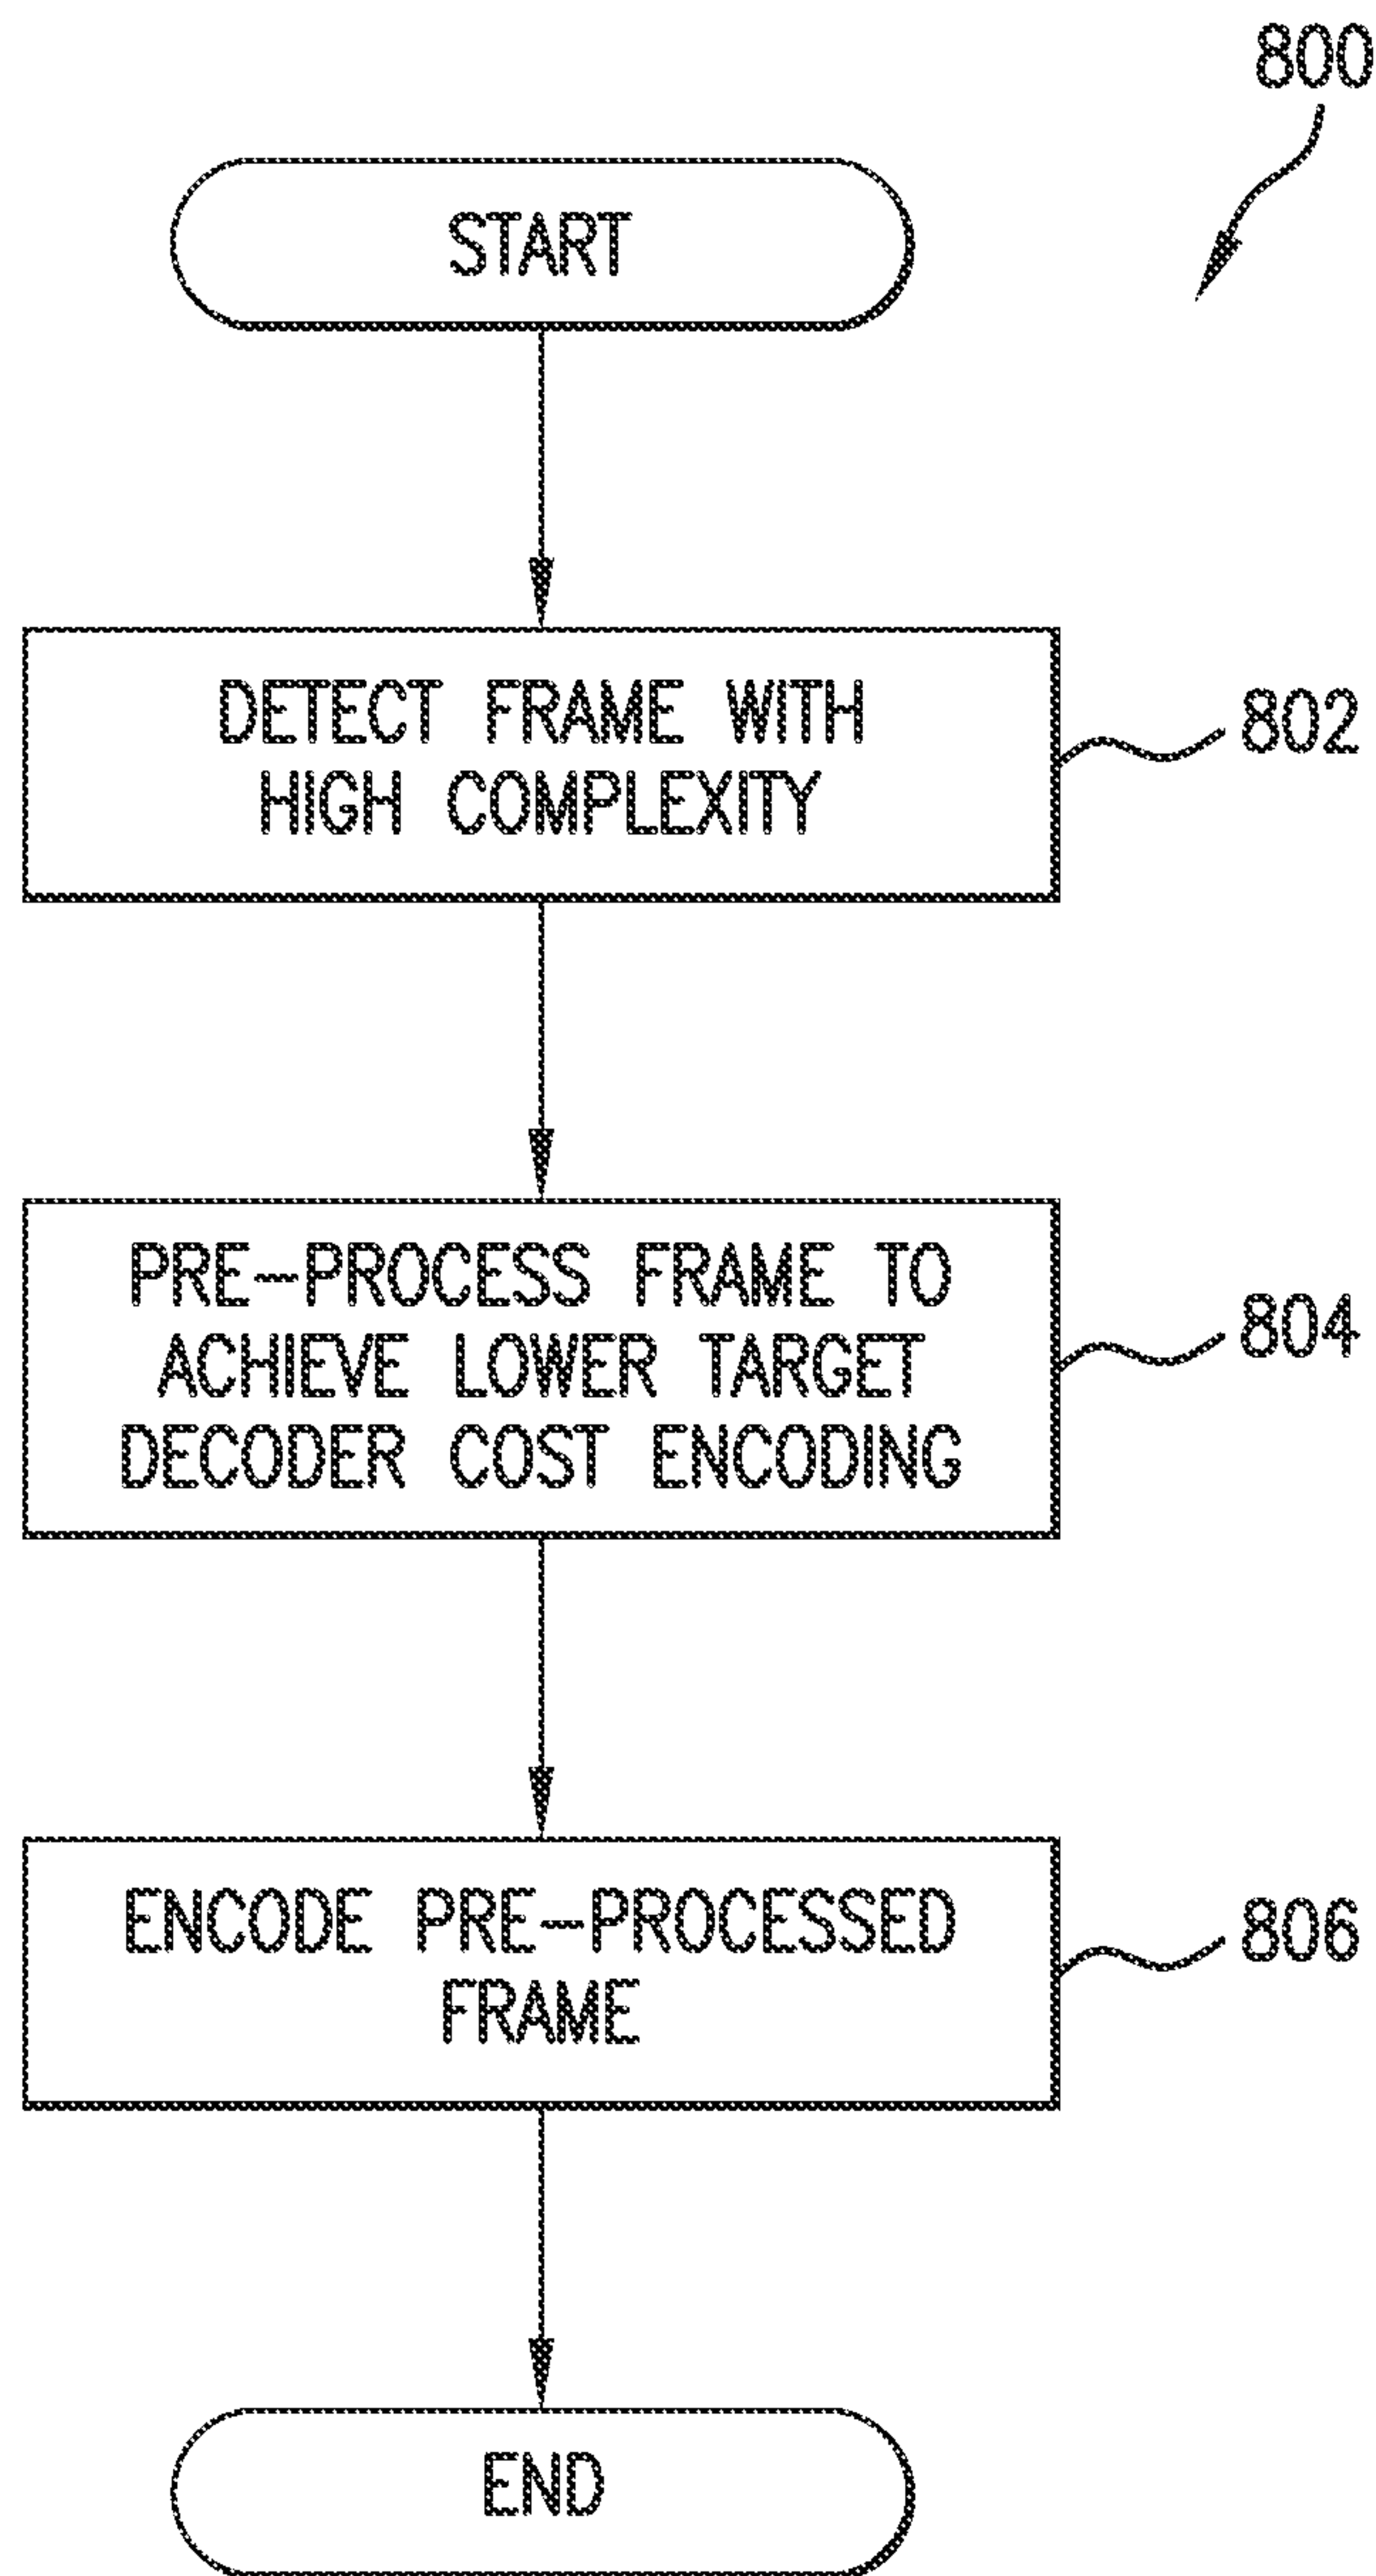 800
START
DETECT FRAME WITH
HIGH COMPLEXITY
802
PRE-PROCESS FRAME TO
ACHIEVE LOWER TARGET
DECODER COST ENCODING
804
ENCODE PRE-PROCESSED
FRAME
806
END